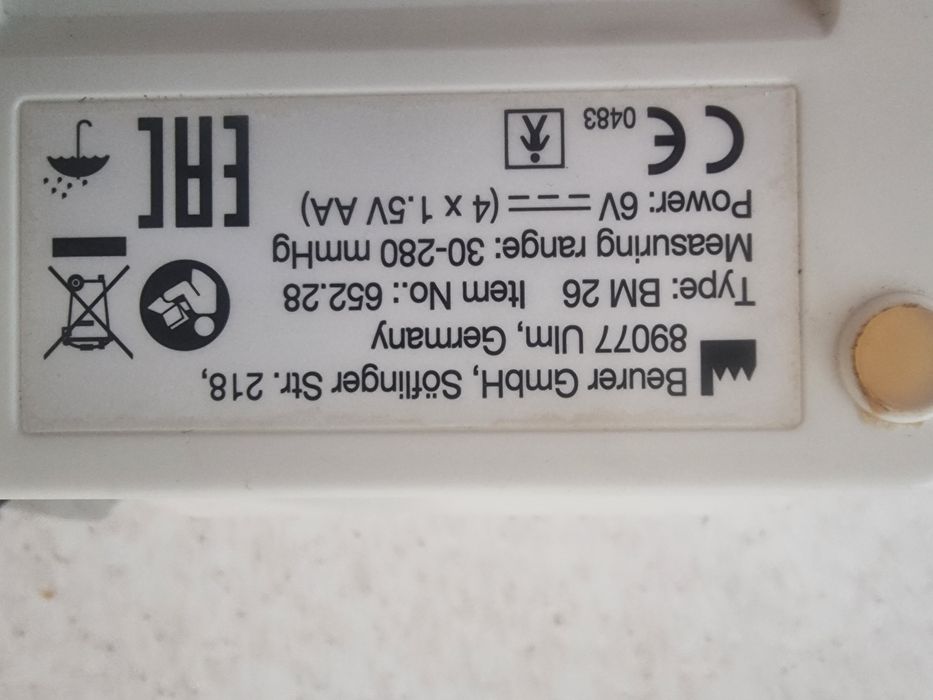 Beurer GmbH, Söflinger Str. 218,
89077 Ulm, Germany
Type: BM 26 Item No.: 652.28
Measuring range: 30-280 mmHg
Power: 6V ⎓ (4 x 1.5V AA)
CE 0483
EAC